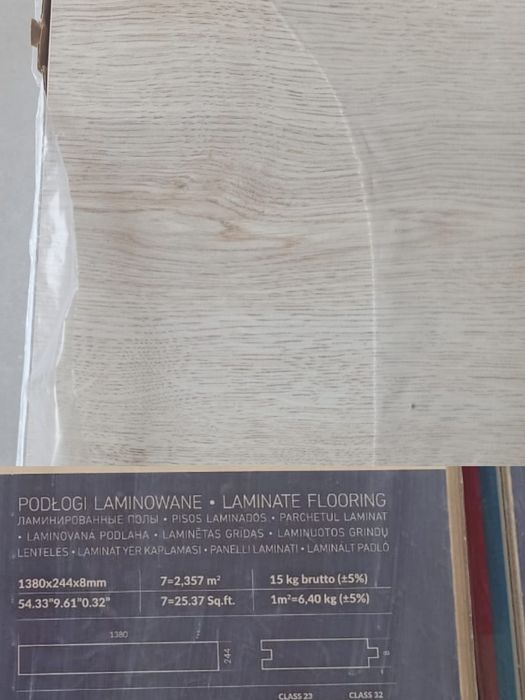 PODŁOGI LAMINOWANE • LAMINATE FLOORING
ЛАМИНИРОВАННЫЕ ПОЛЫ • PISOS LAMINADOS • PARCHETUL LAMINAT
• LAMINOVANÁ PODLAHA • LAMINĒTAS GRĪDAS • LAMINUOTOS GRINDŲ
LENTELĖS • LAMINAT YER KAPLAMASI • PANELLI LAMINATI • LAMINÁLT PADLÓ
1380x244x8mm 7=2,357 m² 15 kg brutto (±5%)
54.33"9.61"0.32" 7=25.37 Sq.ft. 1m²=6,40 kg (±5%)
1380
244
8
CLASS 23 CLASS 32